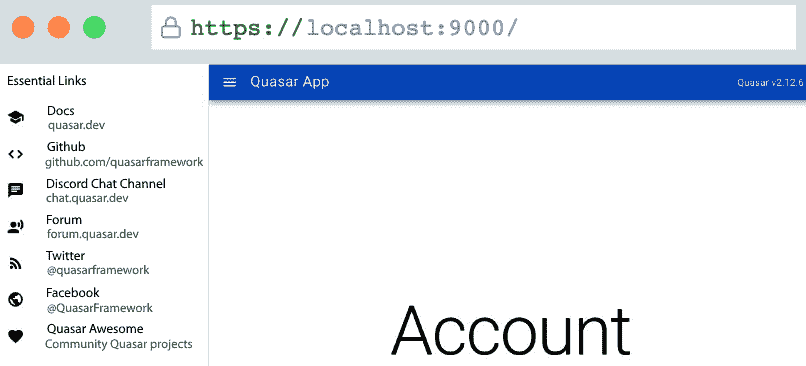 https://localhost:9000/
Essential Links
Quasar App
Quasar v2.12.6
Docs
quasar.dev
Github
github.com/quasarframework
Discord Chat Channel
chat.quasar.dev
Forum
forum.quasar.dev
Twitter
@quasarframework
Facebook
@QuasarFramework
Quasar Awesome
Community Quasar projects
Account